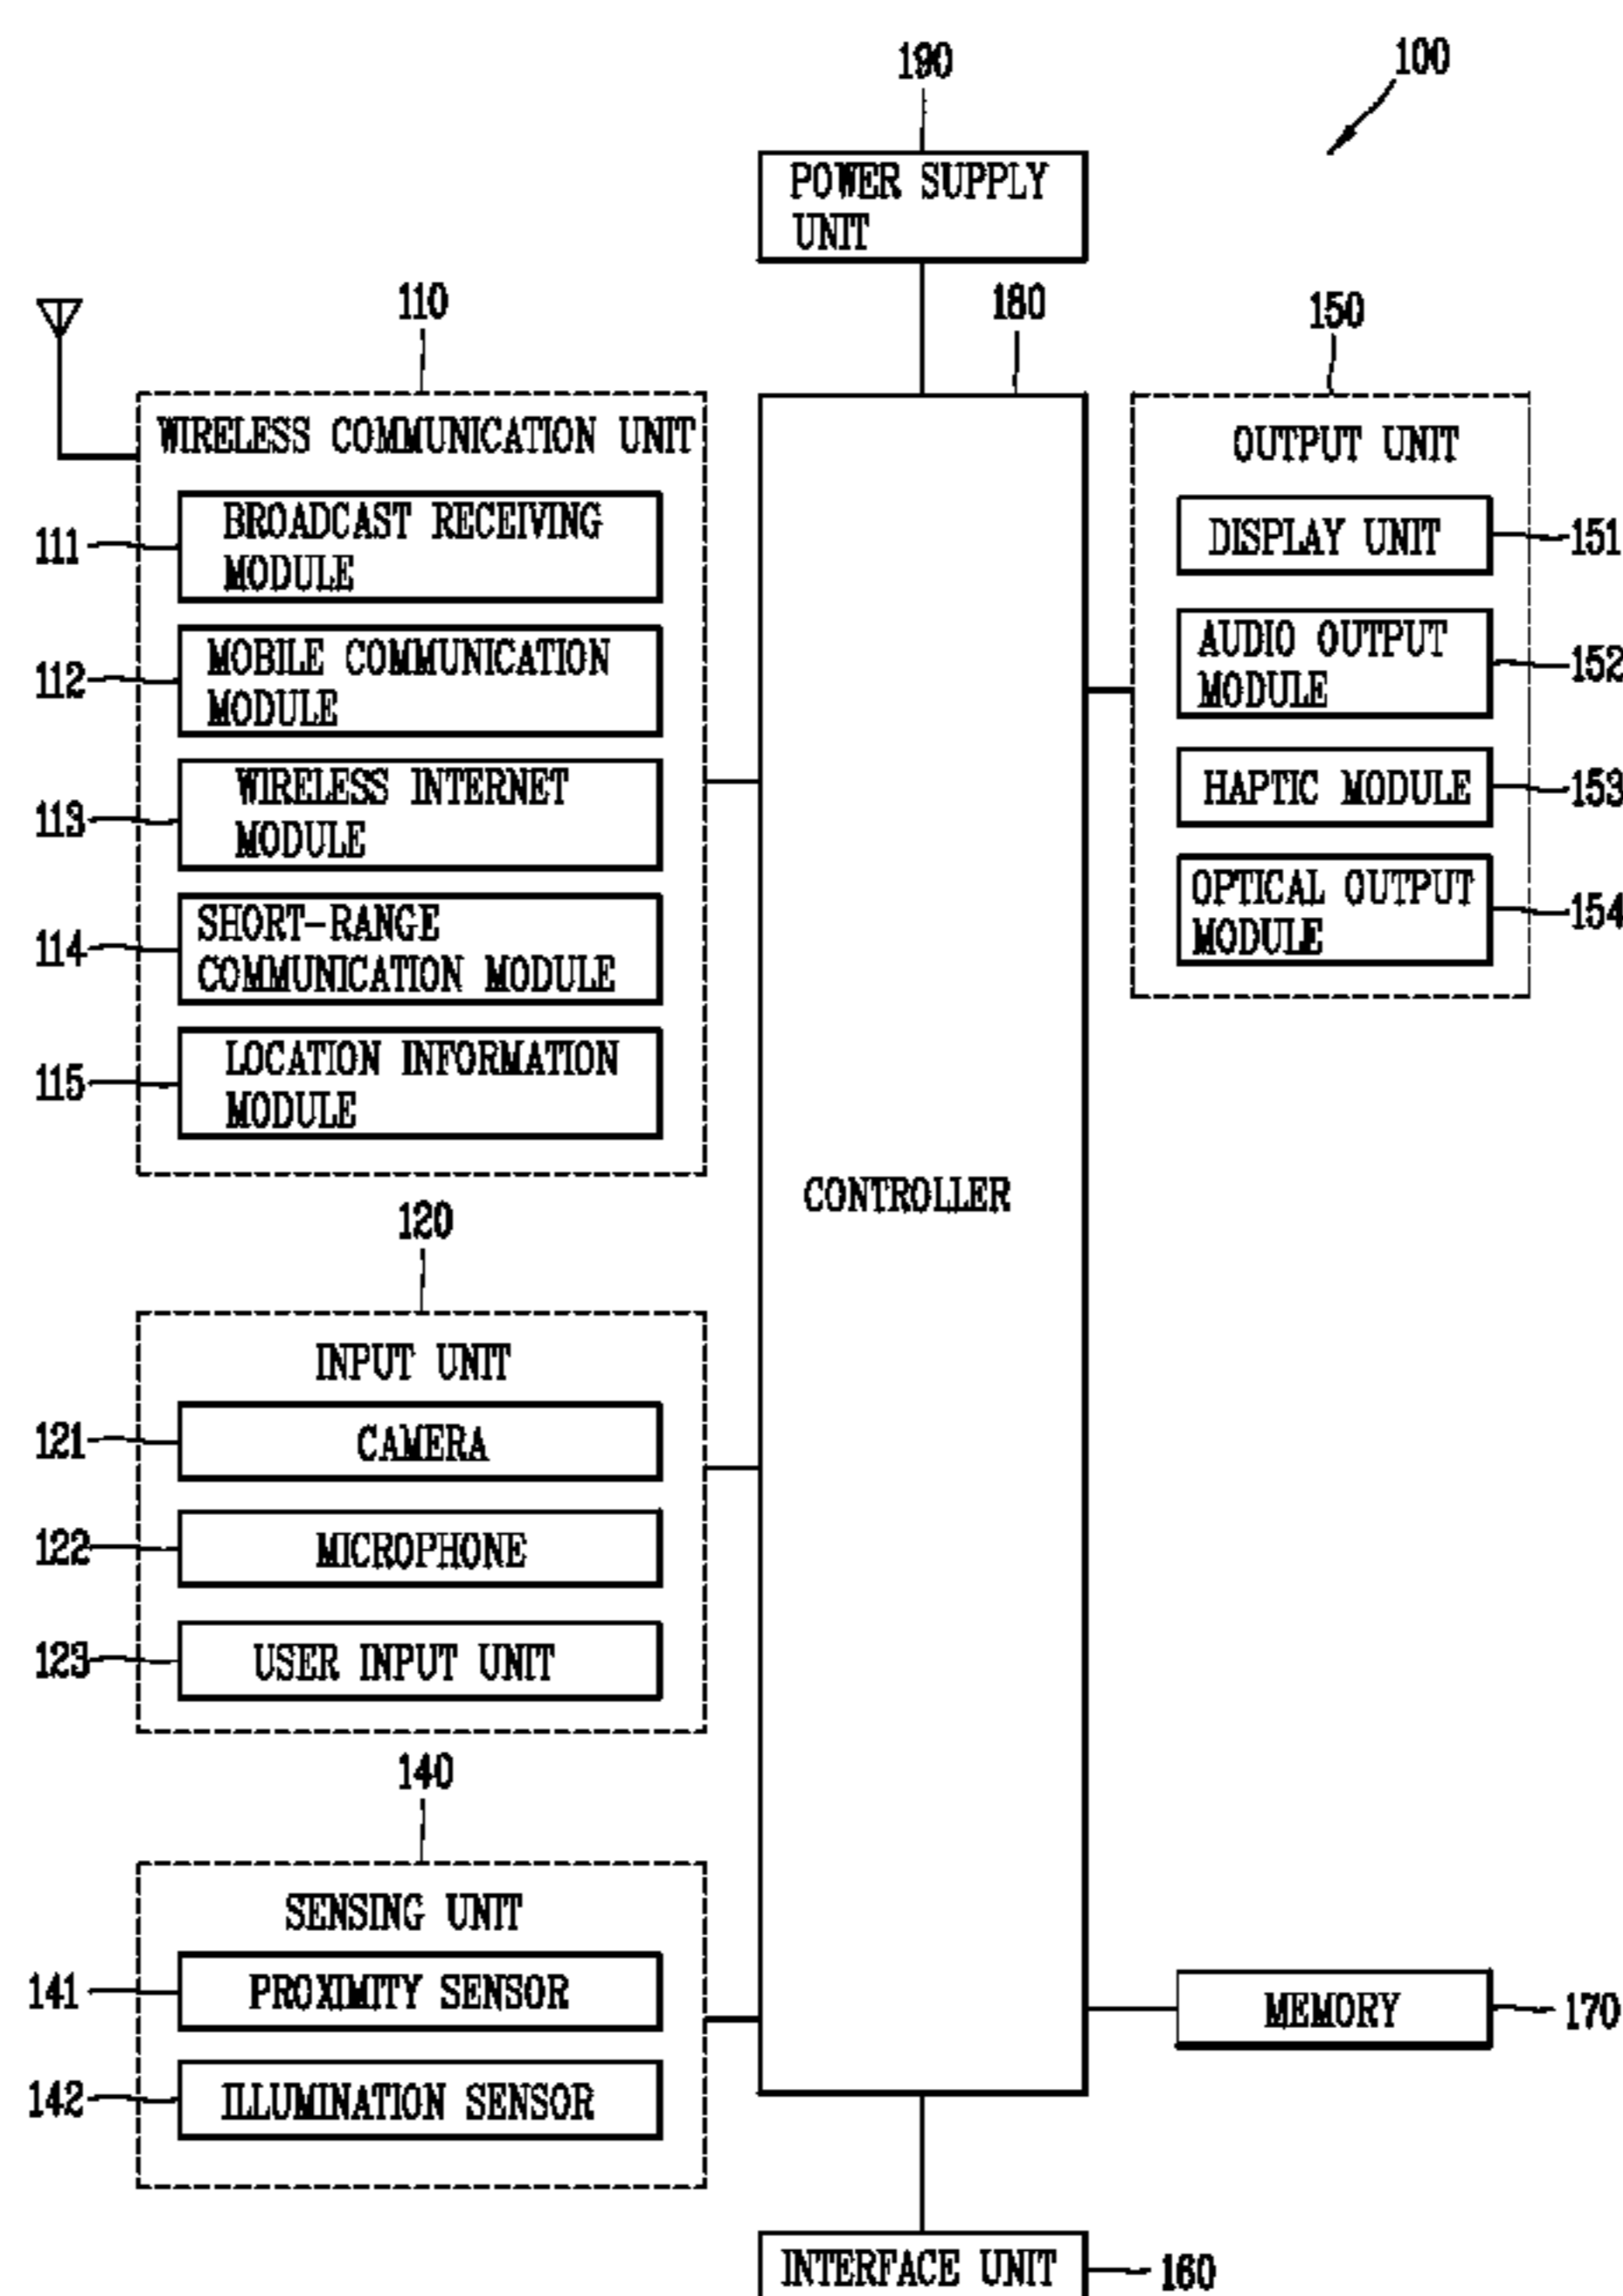 190
100
POWER SUPPLY
UNIT
110
180
150
WIRELESS COMMUNICATION UNIT
111
BROADCAST RECEIVING
MODULE
112
MOBILE COMMUNICATION
MODULE
113
WIRELESS INTERNET
MODULE
114
SHORT-RANGE
COMMUNICATION MODULE
115
LOCATION INFORMATION
MODULE
OUTPUT UNIT
DISPLAY UNIT
151
AUDIO OUTPUT
MODULE
152
HAPTIC MODULE
153
OPTICAL OUTPUT
MODULE
154
CONTROLLER
120
INPUT UNIT
121
CAMERA
122
MICROPHONE
123
USER INPUT UNIT
140
SENSING UNIT
141
PROXIMITY SENSOR
142
ILLUMINATION SENSOR
MEMORY
170
INTERFACE UNIT
160